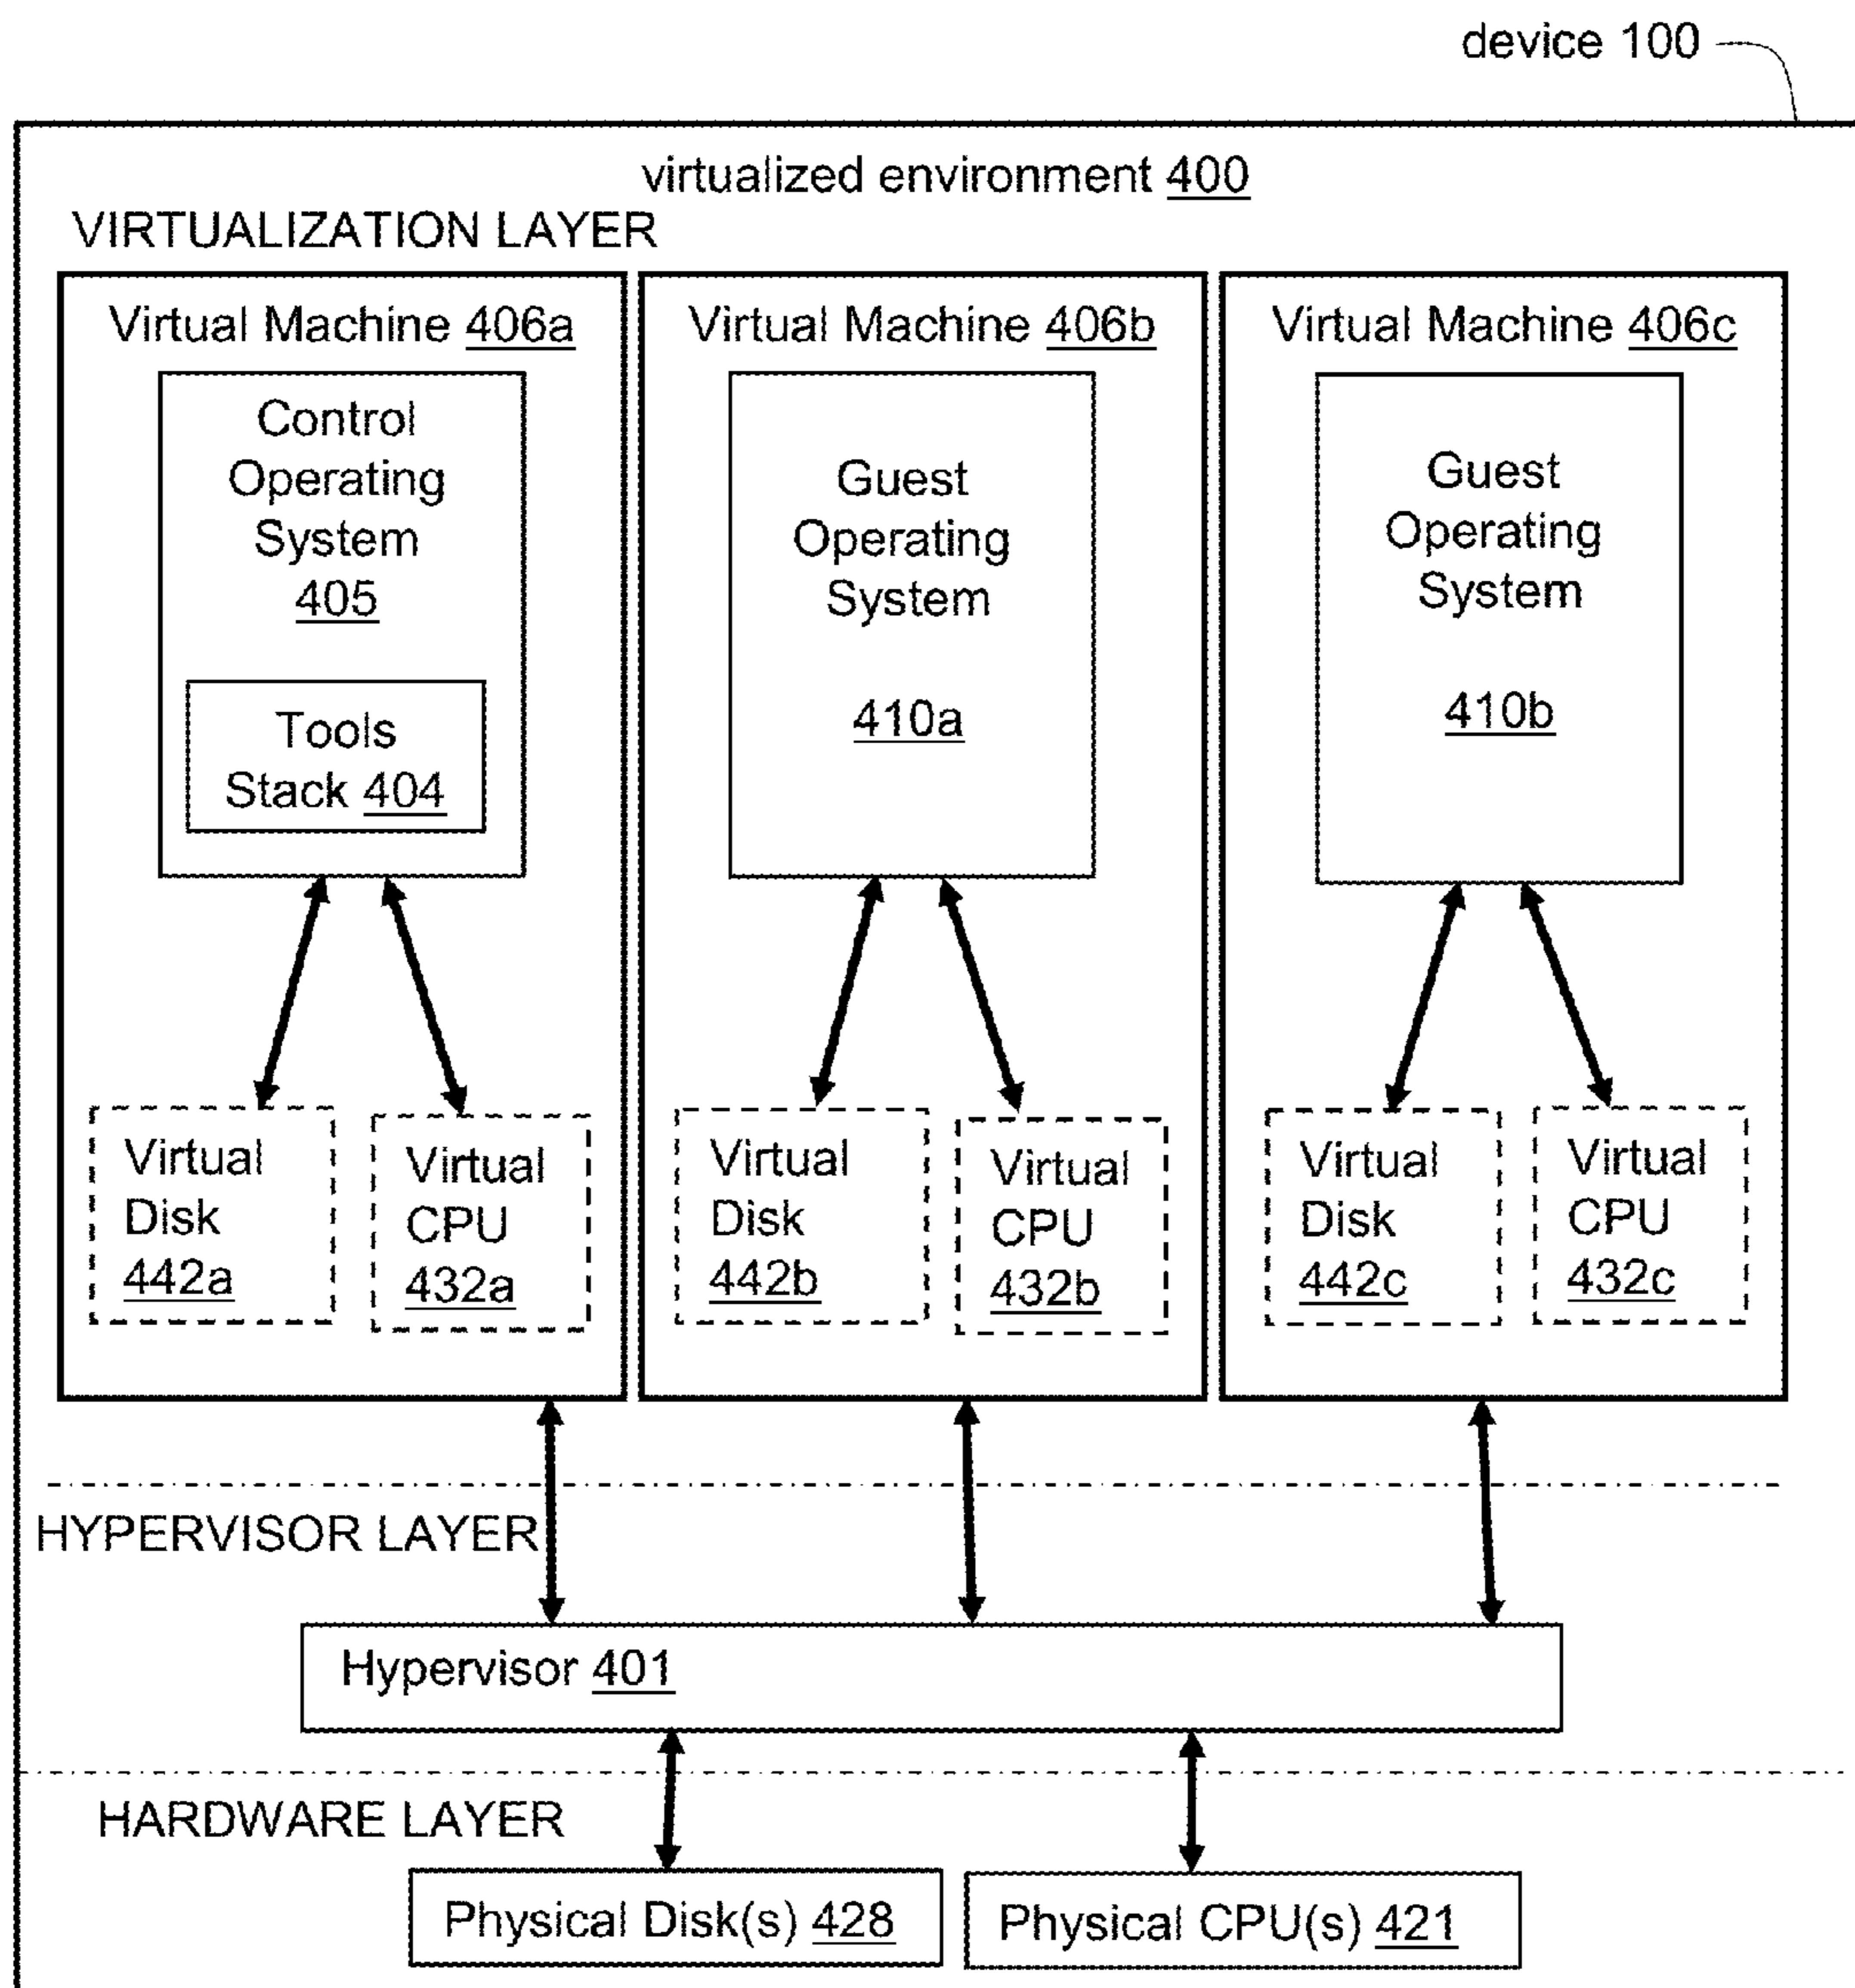 device 100
virtualized environment 400
VIRTUALIZATION LAYER
Virtual Machine 406a
Control
Operating
System
405
Tools
Stack 404
Virtual
Disk
442a
Virtual
CPU
432a
Virtual Machine 406b
Guest
Operating
System
410a
Virtual
Disk
442b
Virtual
CPU
432b
Virtual Machine 406c
Guest
Operating
System
410b
Virtual
Disk
442c
Virtual
CPU
432c
HYPERVISOR LAYER
Hypervisor 401
HARDWARE LAYER
Physical Disk(s) 428
Physical CPU(s) 421